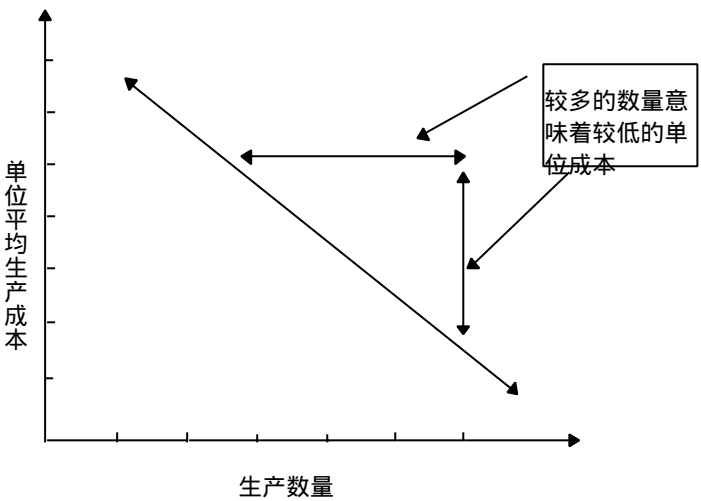 单位平均生产成本
较多的数量意
味着较低的单
位成本
生产数量